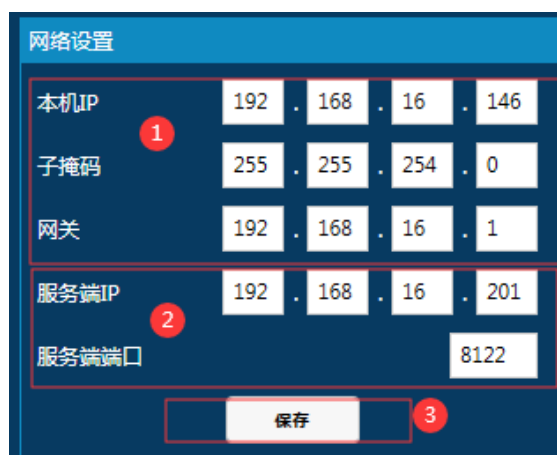 网络设置
本机IP 192 . 168 . 16 . 146
1
子掩码 255 . 255 . 254 . 0
网关 192 . 168 . 16 . 1
服务端IP 192 . 168 . 16 . 201
2
服务端端口 8122
保存 3